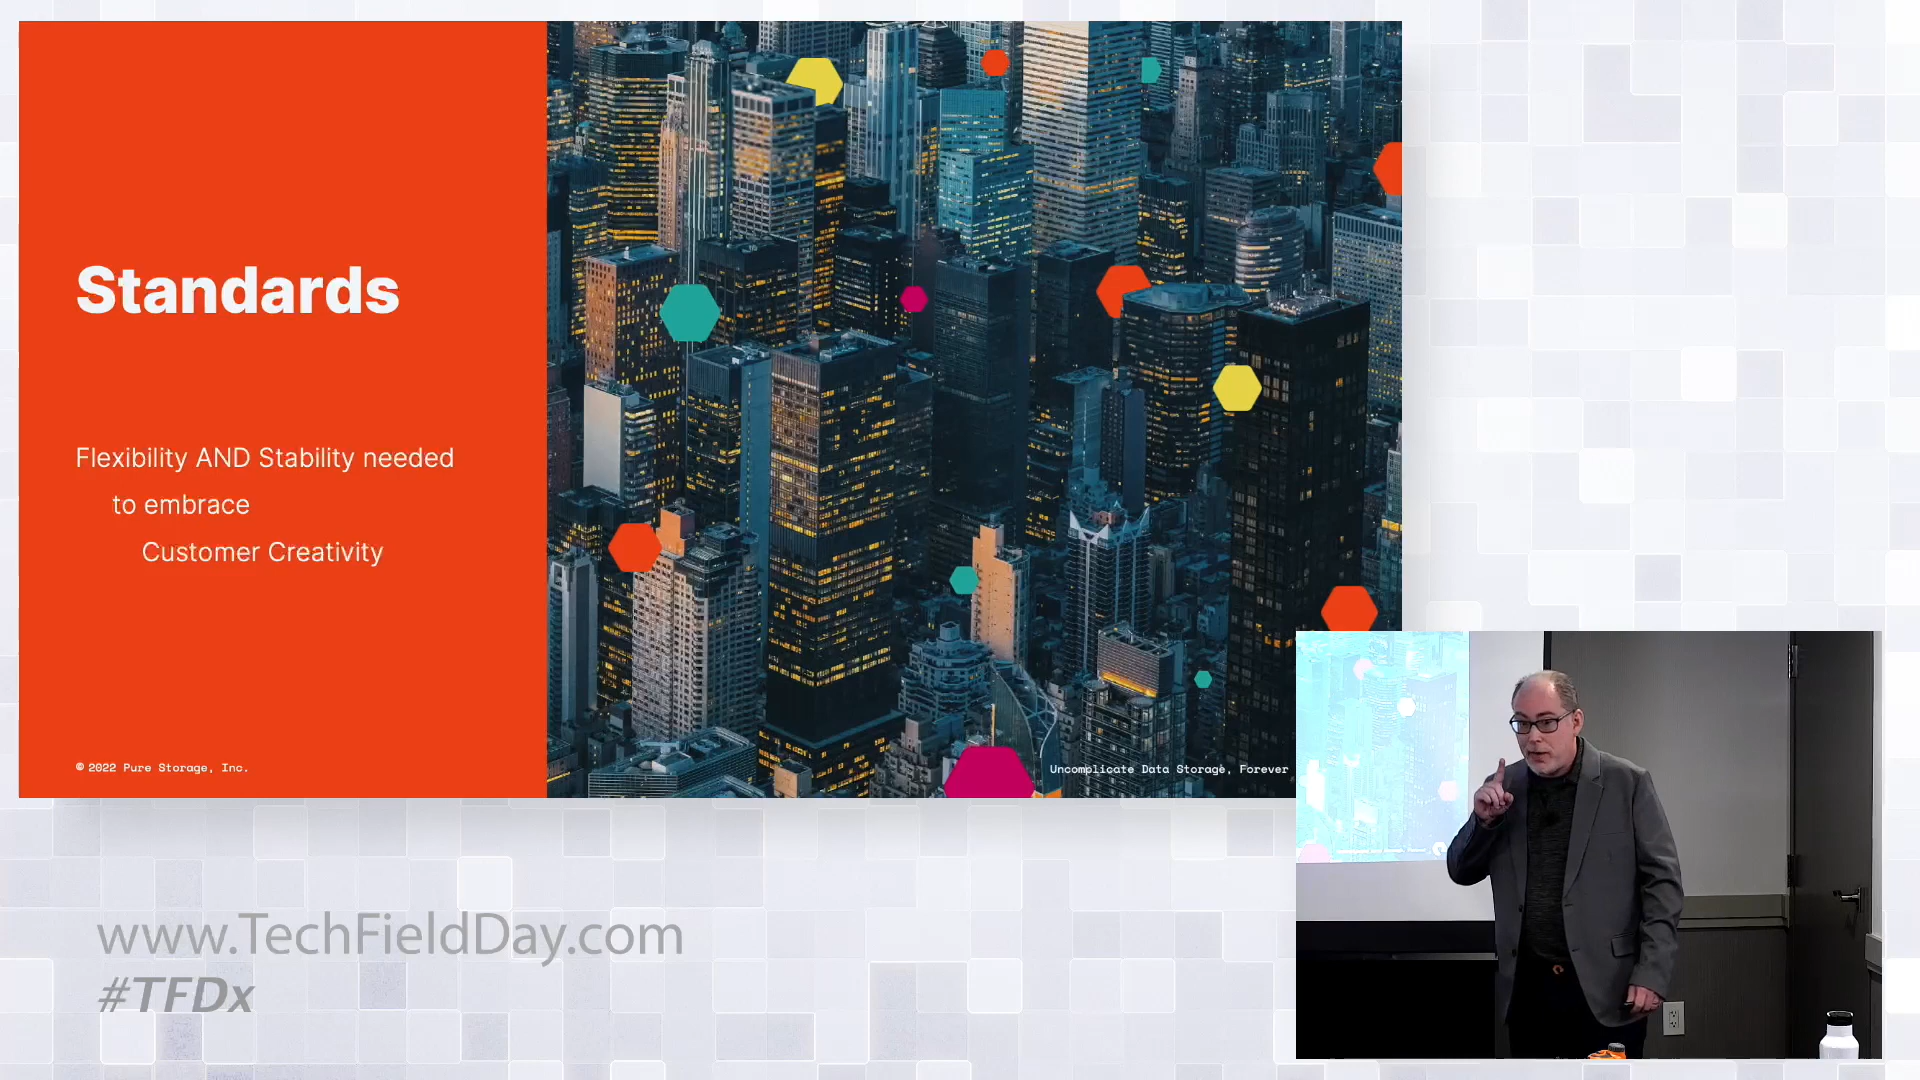 Standards
Flexibility AND Stability needed
to embrace
Customer Creativity
© 2022 Pure Storage, Inc.
Uncomplicate Data Storage, Forever
www.TechFieldDay.com
#TFDx